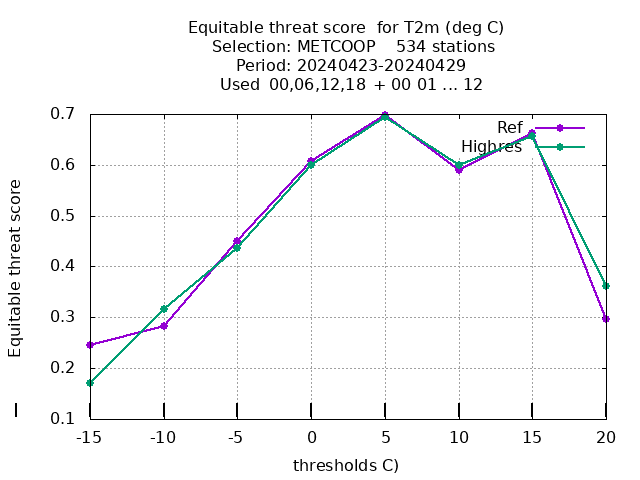 Equitable threat score  for T2m (deg C)
Selection: METCOOP    534 stations
Period: 20240423-20240429
Used 00,06,12,18 + 00 01 ... 12
Ref
Highres
0.7
0.6
0.5
0.4
0.3
0.2
0.1
Equitable threat score
-15 -10 -5 0 5 10 15 20
thresholds C)